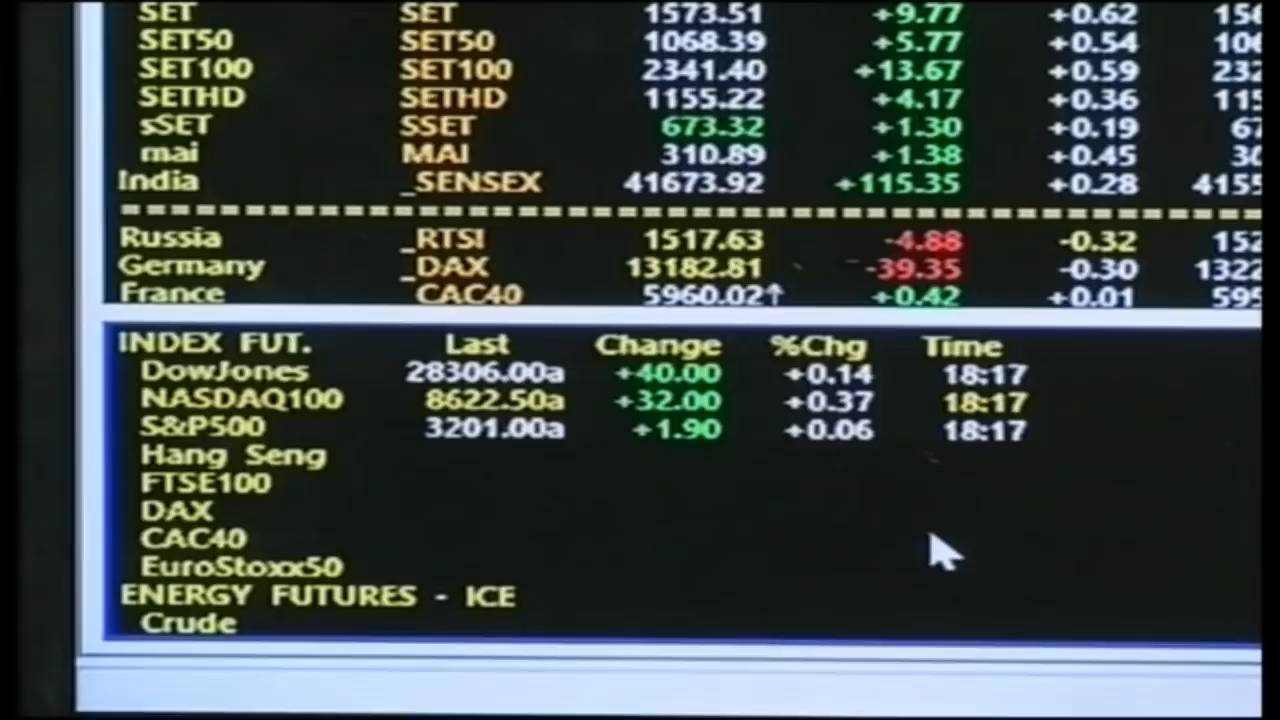 SET SET 1573.51 +9.77 +0.62
SET50 SET50 1068.39 +5.77 +0.54
SET100 SET100 2341.40 +13.67 +0.59
SETHD SETHD 1155.22 +4.17 +0.36
sSET SSET 673.32 +1.30 +0.19
mai MAI 310.89 +1.38 +0.45
India _SENSEX 41673.92 +115.35 +0.28
Russia _RTSI 1517.63 -4.88 -0.32
Germany _DAX 13182.81 -39.35 -0.30
France _CAC40 5960.02↑ +0.42 +0.01
INDEX FUT. Last Change %Chg Time
DowJones 28306.00a +40.00 +0.14 18:17
NASDAQ100 8622.50a +32.00 +0.37 18:17
S&P500 3201.00a +1.90 +0.06 18:17
Hang Seng
FTSE100
DAX
CAC40
EuroStoxx50
ENERGY FUTURES - ICE
Crude